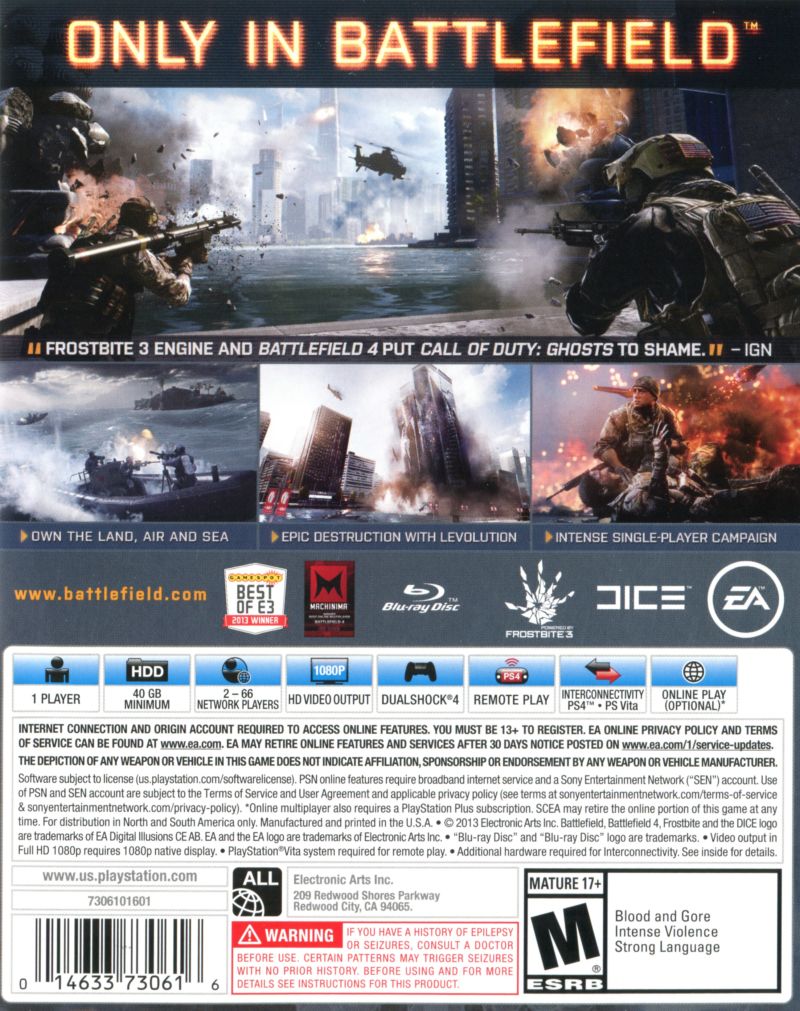 ONLY IN BATTLEFIELD™
"FROSTBITE 3 ENGINE AND BATTLEFIELD 4 PUT CALL OF DUTY: GHOSTS TO SHAME." – IGN
OWN THE LAND, AIR AND SEA
EPIC DESTRUCTION WITH LEVOLUTION
INTENSE SINGLE-PLAYER CAMPAIGN
www.battlefield.com
GAMESPOT
BEST
OF E3
2013 WINNER
MACHINIMA
BATTLEFIELD 4
Blu-ray Disc™
POWERED BY
FROSTBITE 3
DICE™
EA
1 PLAYER
HDD
40 GB
MINIMUM
2 – 66
NETWORK PLAYERS
1080P
HD VIDEO OUTPUT
DUALSHOCK®4
PS4
REMOTE PLAY
INTERCONNECTIVITY
PS4™ • PS Vita
ONLINE PLAY
(OPTIONAL)*
INTERNET CONNECTION AND ORIGIN ACCOUNT REQUIRED TO ACCESS ONLINE FEATURES. YOU MUST BE 13+ TO REGISTER. EA ONLINE PRIVACY POLICY AND TERMS
OF SERVICE CAN BE FOUND AT www.ea.com. EA MAY RETIRE ONLINE FEATURES AND SERVICES AFTER 30 DAYS NOTICE POSTED ON www.ea.com/1/service-updates.
THE DEPICTION OF ANY WEAPON OR VEHICLE IN THIS GAME DOES NOT INDICATE AFFILIATION, SPONSORSHIP OR ENDORSEMENT BY ANY WEAPON OR VEHICLE MANUFACTURER.
Software subject to license (us.playstation.com/softwarelicense). PSN online features require broadband internet service and a Sony Entertainment Network ("SEN") account. Use
of PSN and SEN account are subject to the Terms of Service and User Agreement and applicable privacy policy (see terms at sonyentertainmentnetwork.com/terms-of-service
& sonyentertainmentnetwork.com/privacy-policy). *Online multiplayer also requires a PlayStation Plus subscription. SCEA may retire the online portion of this game at any
time. For distribution in North and South America only. Manufactured and printed in the U.S.A. • © 2013 Electronic Arts Inc. Battlefield, Battlefield 4, Frostbite and the DICE logo
are trademarks of EA Digital Illusions CE AB. EA and the EA logo are trademarks of Electronic Arts Inc. • "Blu-ray Disc" and "Blu-ray Disc" logo are trademarks. • Video output in
Full HD 1080p requires 1080p native display. • PlayStation®Vita system required for remote play. • Additional hardware required for Interconnectivity. See inside for details.
www.us.playstation.com
7306101601
0 14633 73061 6
ALL
Electronic Arts Inc.
209 Redwood Shores Parkway
Redwood City, CA 94065.
WARNING IF YOU HAVE A HISTORY OF EPILEPSY
OR SEIZURES, CONSULT A DOCTOR
BEFORE USE. CERTAIN PATTERNS MAY TRIGGER SEIZURES
WITH NO PRIOR HISTORY. BEFORE USING AND FOR MORE
DETAILS SEE INSTRUCTIONS FOR THIS PRODUCT.
MATURE 17+
M®
ESRB
Blood and Gore
Intense Violence
Strong Language